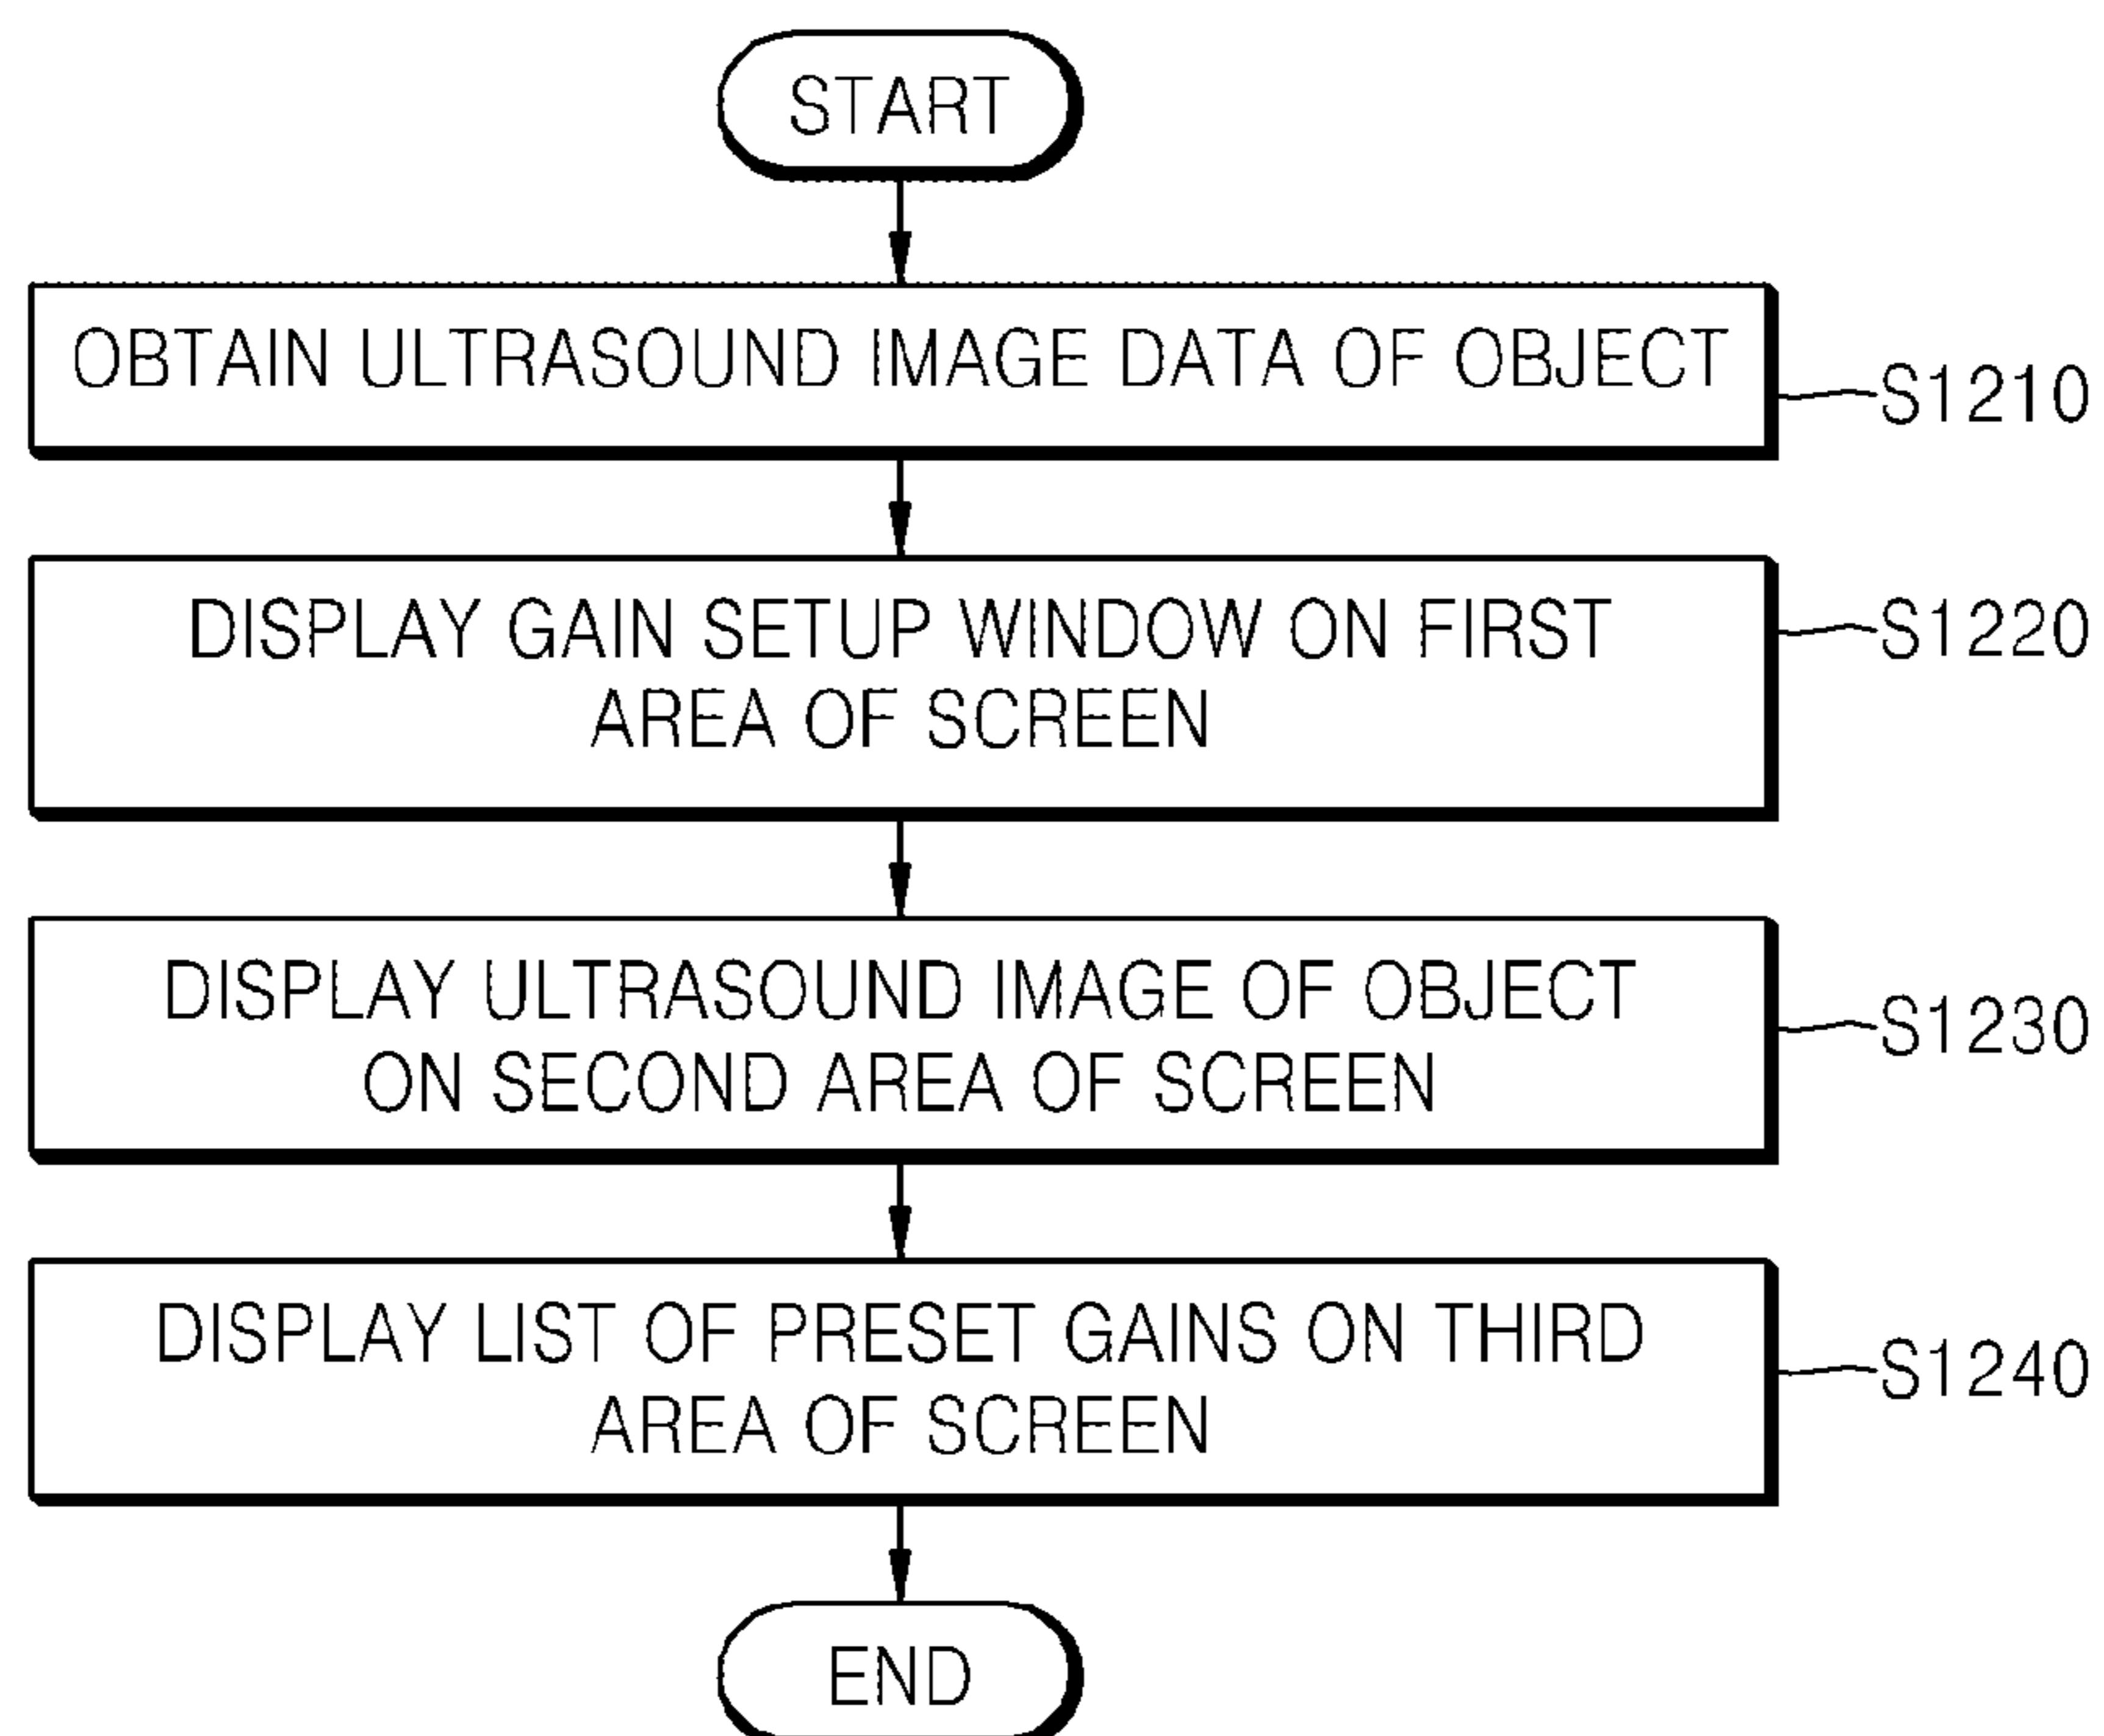 START
OBTAIN ULTRASOUND IMAGE DATA OF OBJECT
S1210
DISPLAY GAIN SETUP WINDOW ON FIRST
AREA OF SCREEN
S1220
DISPLAY ULTRASOUND IMAGE OF OBJECT
ON SECOND AREA OF SCREEN
S1230
DISPLAY LIST OF PRESET GAINS ON THIRD
AREA OF SCREEN
S1240
END